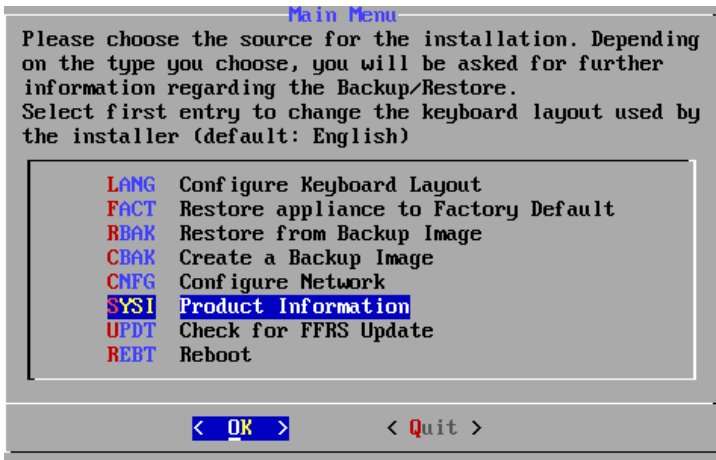 Main Menu
Please choose the source for the installation. Depending
on the type you choose, you will be asked for further
information regarding the Backup/Restore.
Select first entry to change the keyboard layout used by
the installer (default: English)
LANG Configure Keyboard Layout
FACT Restore appliance to Factory Default
RBAK Restore from Backup Image
CBAK Create a Backup Image
CNFG Configure Network
SYSI Product Information
UPDT Check for FFRS Update
REBT Reboot
< OK > < Quit >